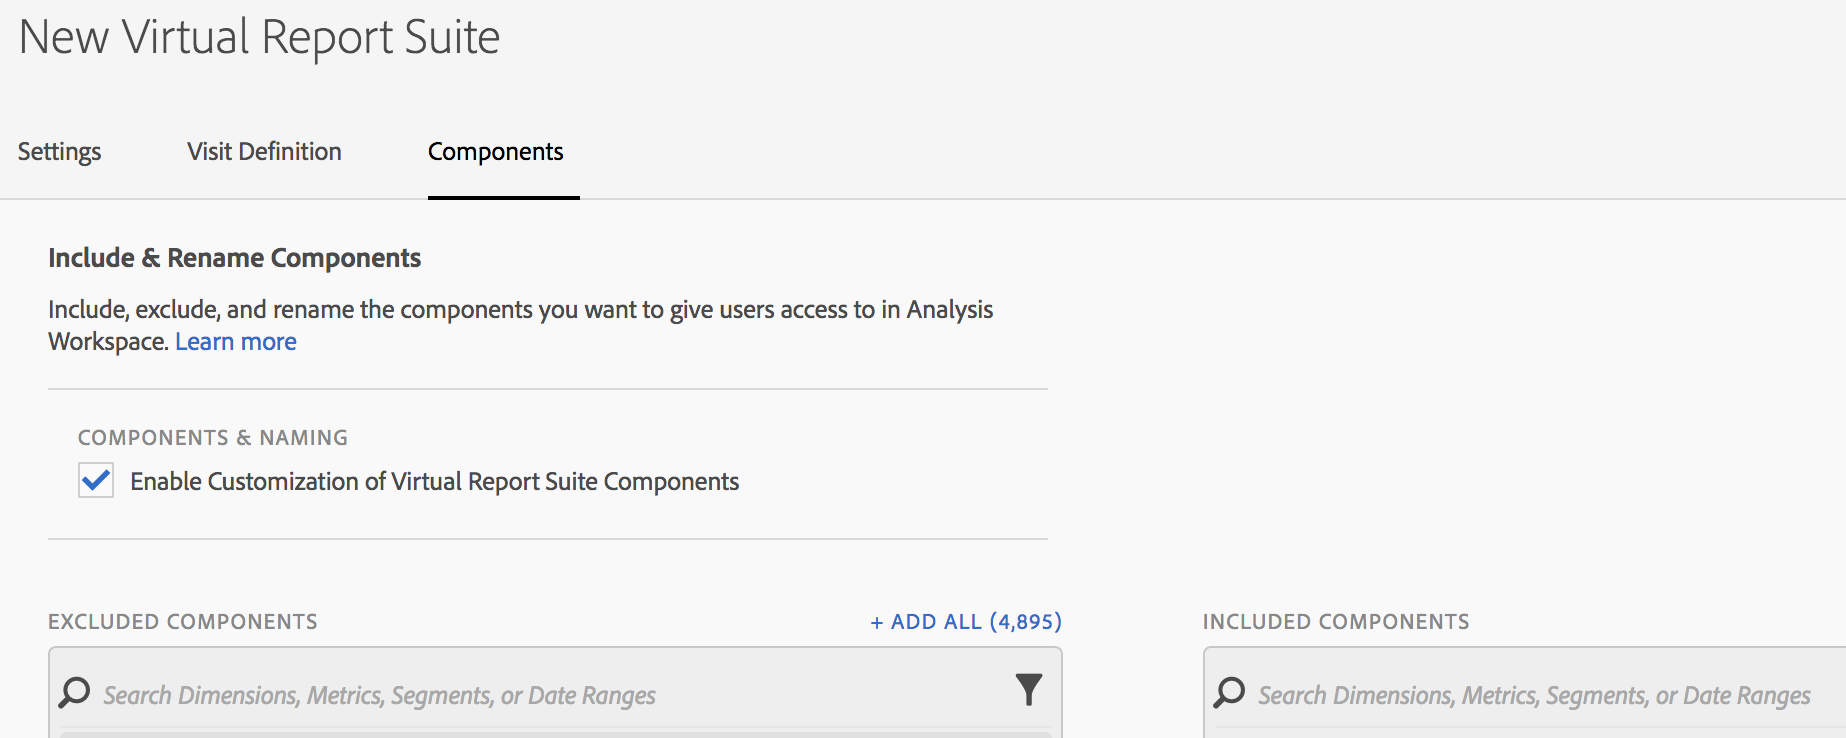 New Virtual Report Suite
Settings
Visit Definition
Components
Include & Rename Components
Include, exclude, and rename the components you want to give users access to in Analysis
Workspace. Learn more
COMPONENTS & NAMING
Enable Customization of Virtual Report Suite Components
EXCLUDED COMPONENTS
+ ADD ALL (4,895)
INCLUDED COMPONENTS
Search Dimensions, Metrics, Segments, or Date Ranges
Search Dimensions, Metrics, Segments, or Date Ranges